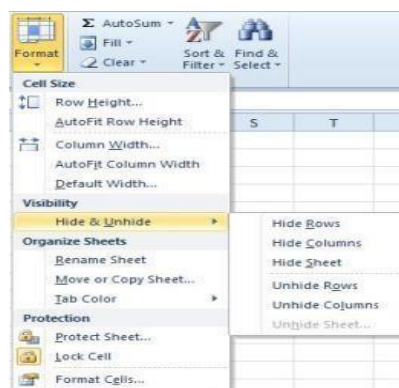 Format
Σ AutoSum
Fill
Clear
Sort & Filter
Find & Select
Cell Size
Row Height...
AutoFit Row Height
S T
Column Width...
AutoFit Column Width
Default Width...
Visibility
Hide & Unhide
Hide Rows
Hide Columns
Hide Sheet
Unhide Rows
Unhide Columns
Unhide Sheet...
Organize Sheets
Rename Sheet
Move or Copy Sheet...
Tab Color
Protection
Protect Sheet...
Lock Cell
Format Cells...